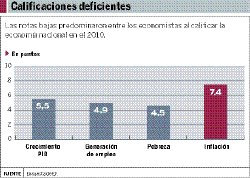 Calificaciones deficientes
Las notas bajas predominaron entre los economistas al calificar la
economía nacional en el 2010.
En puntos
10
8
6
4
2
0
5,5
4,9
4,5
7,4
Crecimiento
PIB
Generación
de empleo
Pobreza
Inflación
FUENTE